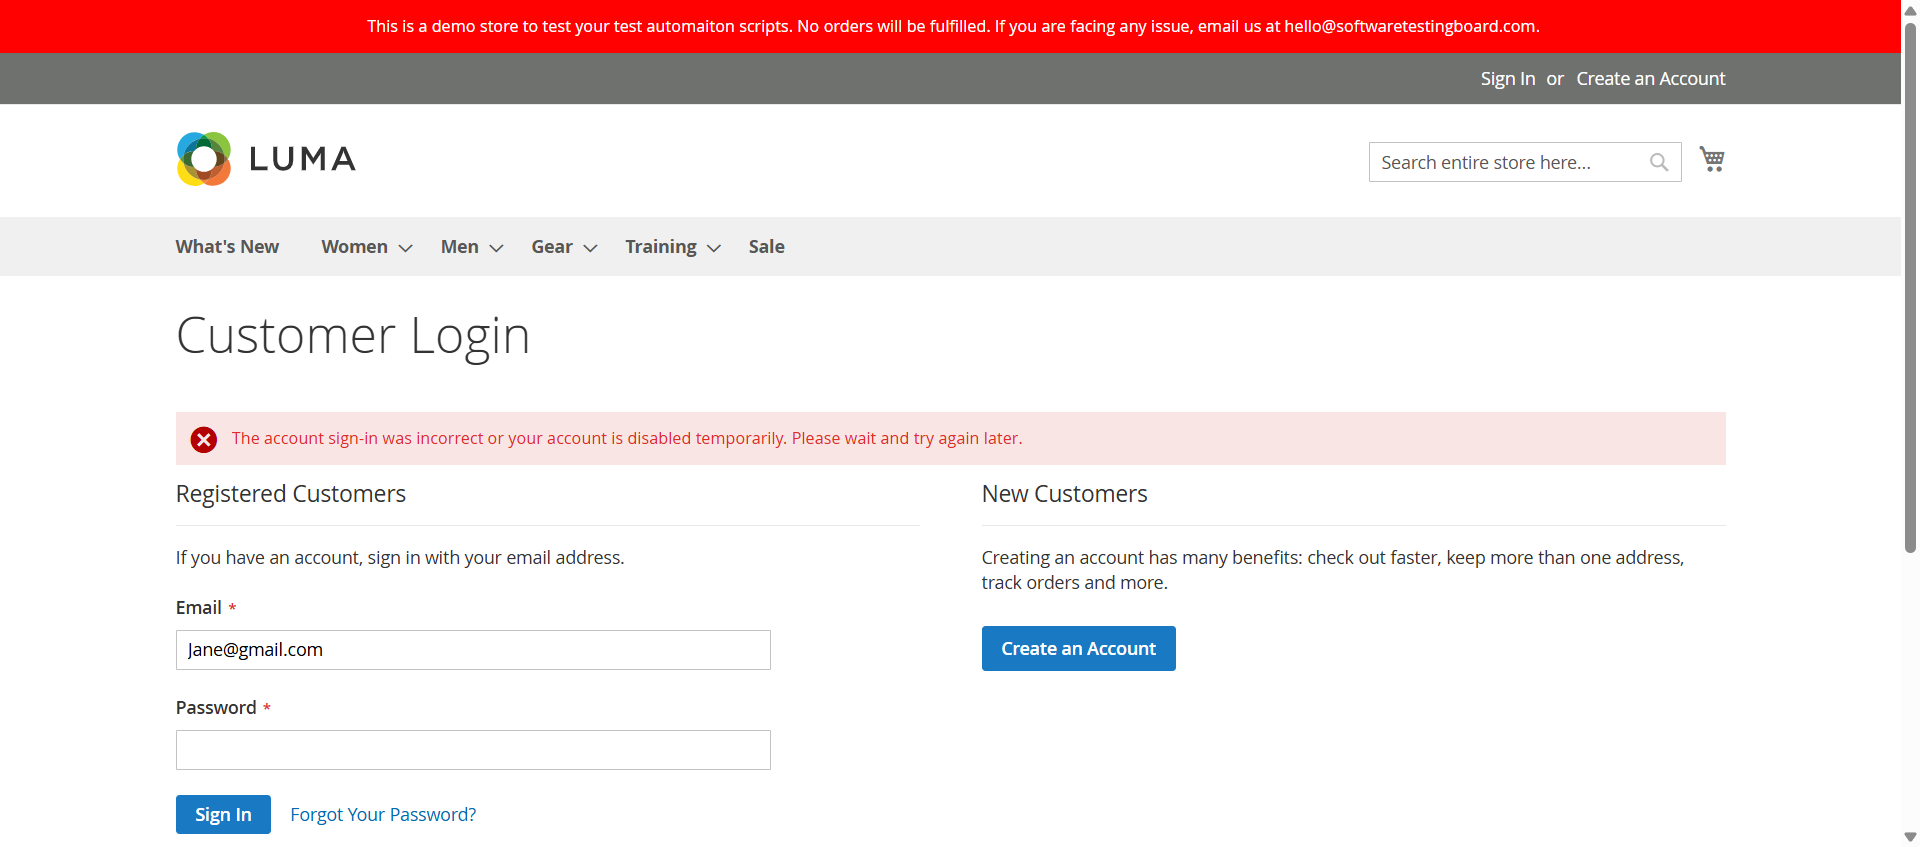 This is a demo store to test your test automaiton scripts. No orders will be fulfilled. If you are facing any issue, email us at hello@softwaretestingboard.com.
Sign In or Create an Account
LUMA
Search entire store here...
What's New Women Men Gear Training Sale
Customer Login
The account sign-in was incorrect or your account is disabled temporarily. Please wait and try again later.
Registered Customers
If you have an account, sign in with your email address.
Email *
Jane@gmail.com
Password *
Sign In Forgot Your Password?
New Customers
Creating an account has many benefits: check out faster, keep more than one address,
track orders and more.
Create an Account